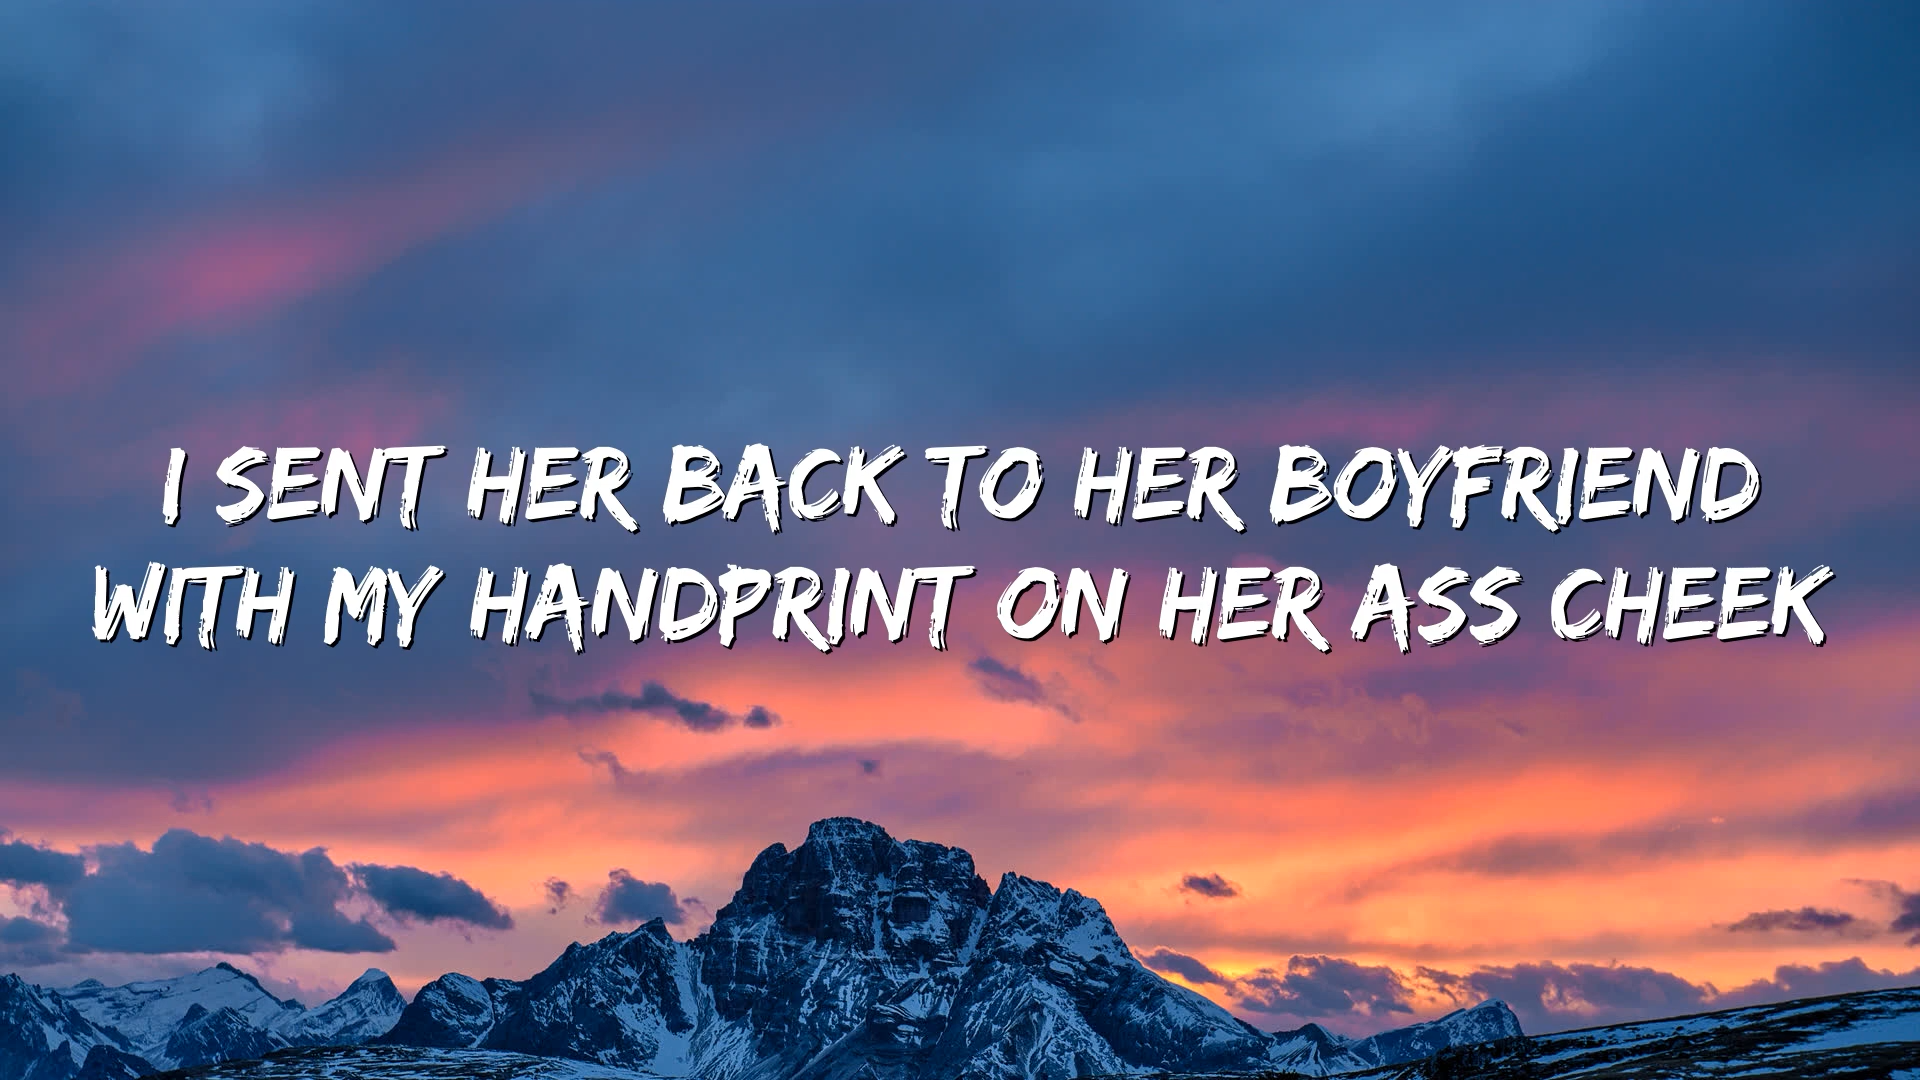 I SENT HER BACK TO HER BOYFRIEND
WITH MY HANDPRINT ON HER ASS CHEEK